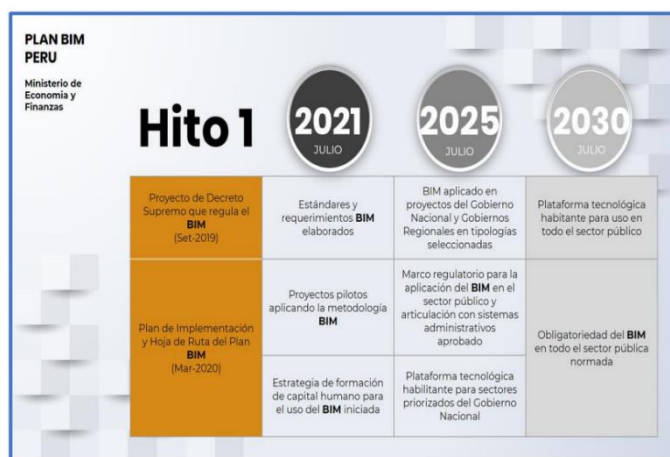 PLAN BIM
PERU
Ministerio de
Economía y
Finanzas
Hito 1
2021
JULIO
2025
JULIO
2030
JULIO
Proyecto de Decreto
Supremo que regula el
BIM
(Set-2019)
Estándares y
requerimientos BIM
elaborados
BIM aplicado en
proyectos del Gobierno
Nacional y Gobiernos
Regionales en tipologías
seleccionadas
Plataforma tecnológica
habitante para uso en
todo el sector público
Plan de Implementación
y Hoja de Ruta del Plan
BIM
(Mar-2020)
Proyectos pilotos
aplicando la metodología
BIM
Marco regulatorio para la
aplicación del BIM en el
sector público y
articulación con sistemas
administrativos
aprobado
Obligatoriedad del BIM
en todo el sector pública
normada
Estrategia de formación
de capital humano para
el uso del BIM iniciada
Plataforma tecnológica
habilitante para sectores
priorizados del Gobierno
Nacional